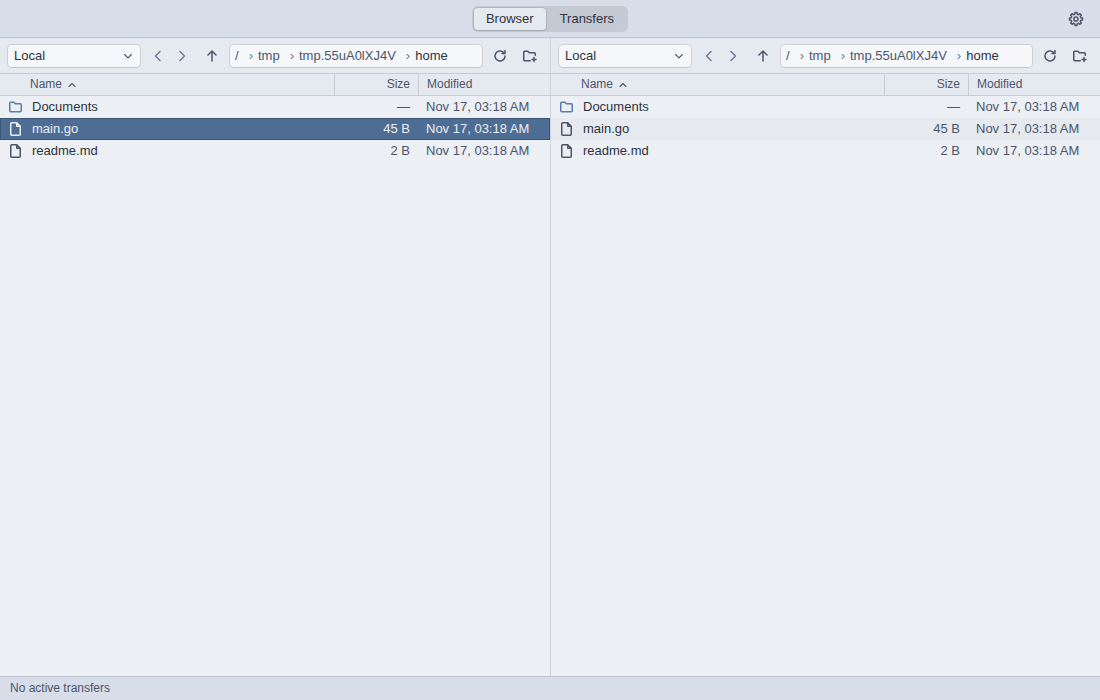 Browser Transfers
Local / › tmp › tmp.55uA0lXJ4V › home
Name Size Modified
Documents — Nov 17, 03:18 AM
main.go 45 B Nov 17, 03:18 AM
readme.md 2 B Nov 17, 03:18 AM
Local / › tmp › tmp.55uA0lXJ4V › home
Name Size Modified
Documents — Nov 17, 03:18 AM
main.go 45 B Nov 17, 03:18 AM
readme.md 2 B Nov 17, 03:18 AM
No active transfers